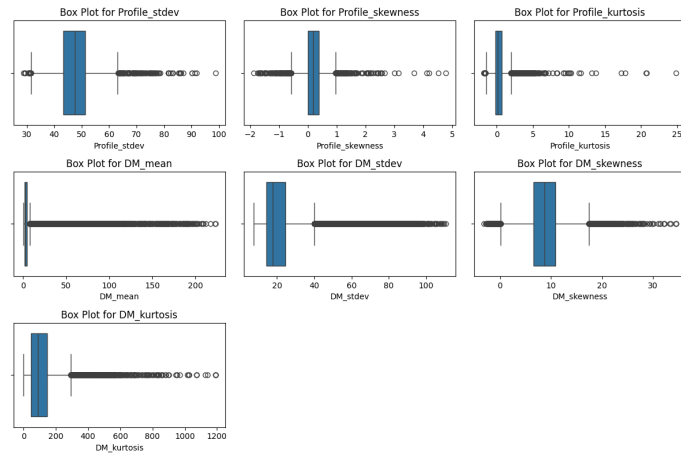 Box Plot for Profile_stdev
30 40 50 60 70 80 90 100
Profile_stdev
Box Plot for Profile_skewness
−2 −1 0 1 2 3 4 5
Profile_skewness
Box Plot for Profile_kurtosis
0 5 10 15 20 25
Profile_kurtosis
Box Plot for DM_mean
0 50 100 150 200
DM_mean
Box Plot for DM_stdev
20 40 60 80 100
DM_stdev
Box Plot for DM_skewness
0 10 20 30
DM_skewness
Box Plot for DM_kurtosis
0 200 400 600 800 1000 1200
DM_kurtosis